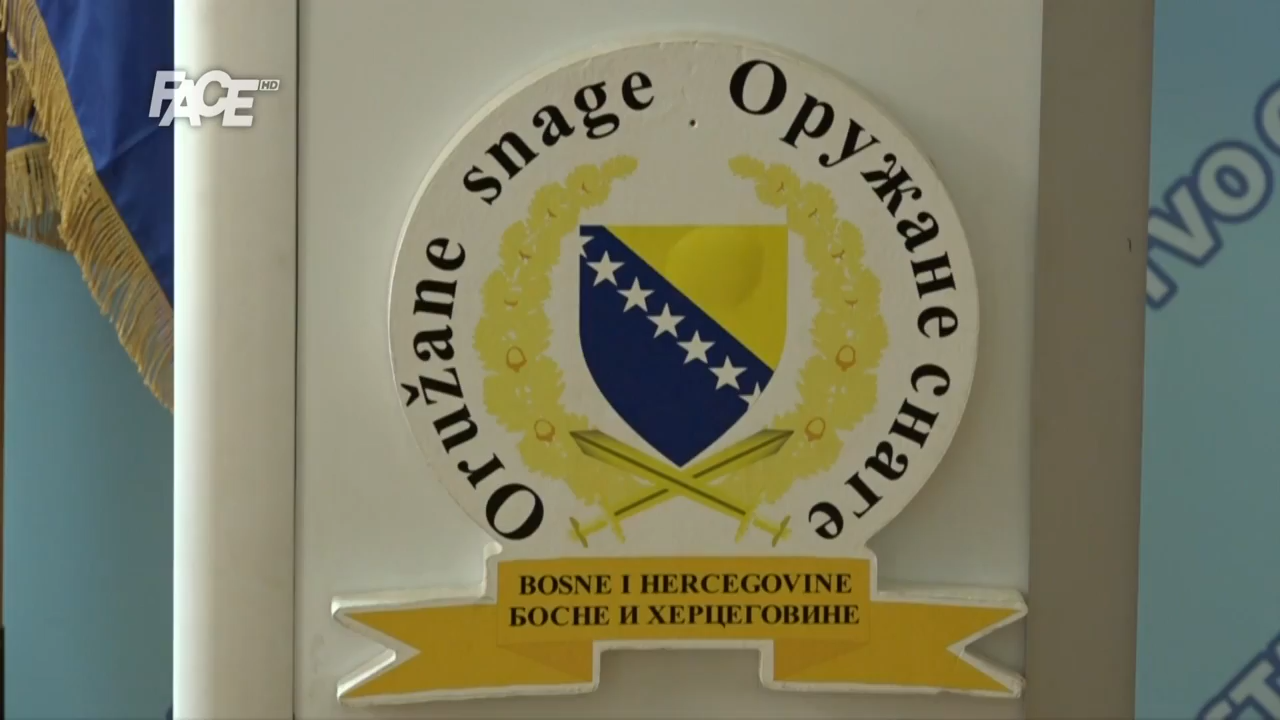 FACE HD
Oružane snage
Оружане снаге
BOSNE I HERCEGOVINE
БОСНЕ И ХЕРЦЕГОВИНЕ